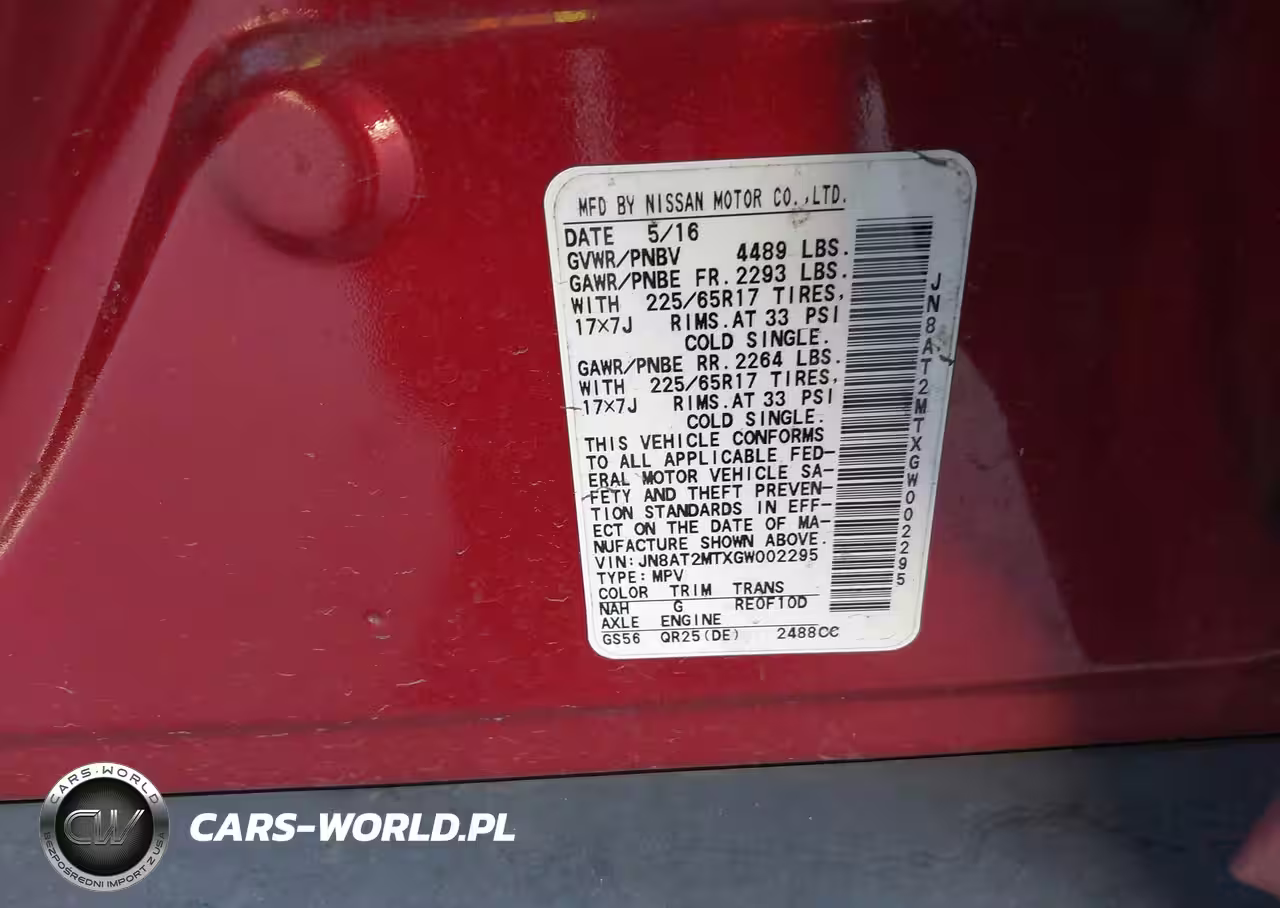 MFD BY NISSAN MOTOR CO.,LTD.
DATE 5/16
GVWR/PNBV 4489 LBS.
GAWR/PNBE FR. 2293 LBS.
WITH 225/65R17 TIRES,
17×7J RIMS. AT 33 PSI
COLD SINGLE.
GAWR/PNBE RR. 2264 LBS.
WITH 225/65R17 TIRES,
17×7J RIMS. AT 33 PSI
COLD SINGLE.
THIS VEHICLE CONFORMS
TO ALL APPLICABLE FED-
ERAL MOTOR VEHICLE SA-
FETY AND THEFT PREVEN-
TION STANDARDS IN EFF-
ECT ON THE DATE OF MA-
NUFACTURE SHOWN ABOVE.
VIN: JN8AT2MTXGW002295
TYPE: MPV
COLOR TRIM TRANS
NAH G RE0F10D
AXLE ENGINE
GS56 QR25(DE) 2488CC
JN8AT2MTXGW002295
CARS-WORLD
CW
BEZPOŚREDNI IMPORT Z USA
CARS-WORLD.PL